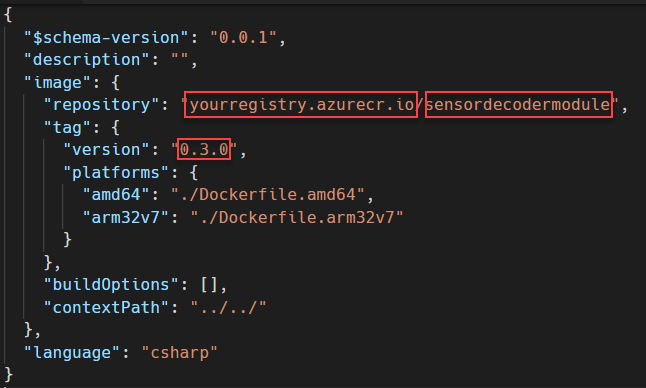 {
"$schema-version": "0.0.1",
"description": "",
"image": {
"repository": "yourregistry.azurecr.io/sensordecodermodule",
"tag": {
"version": "0.3.0",
"platforms": {
"amd64": "./Dockerfile.amd64",
"arm32v7": "./Dockerfile.arm32v7"
}
},
"buildOptions": [],
"contextPath": "../../"
},
"language": "csharp"
}